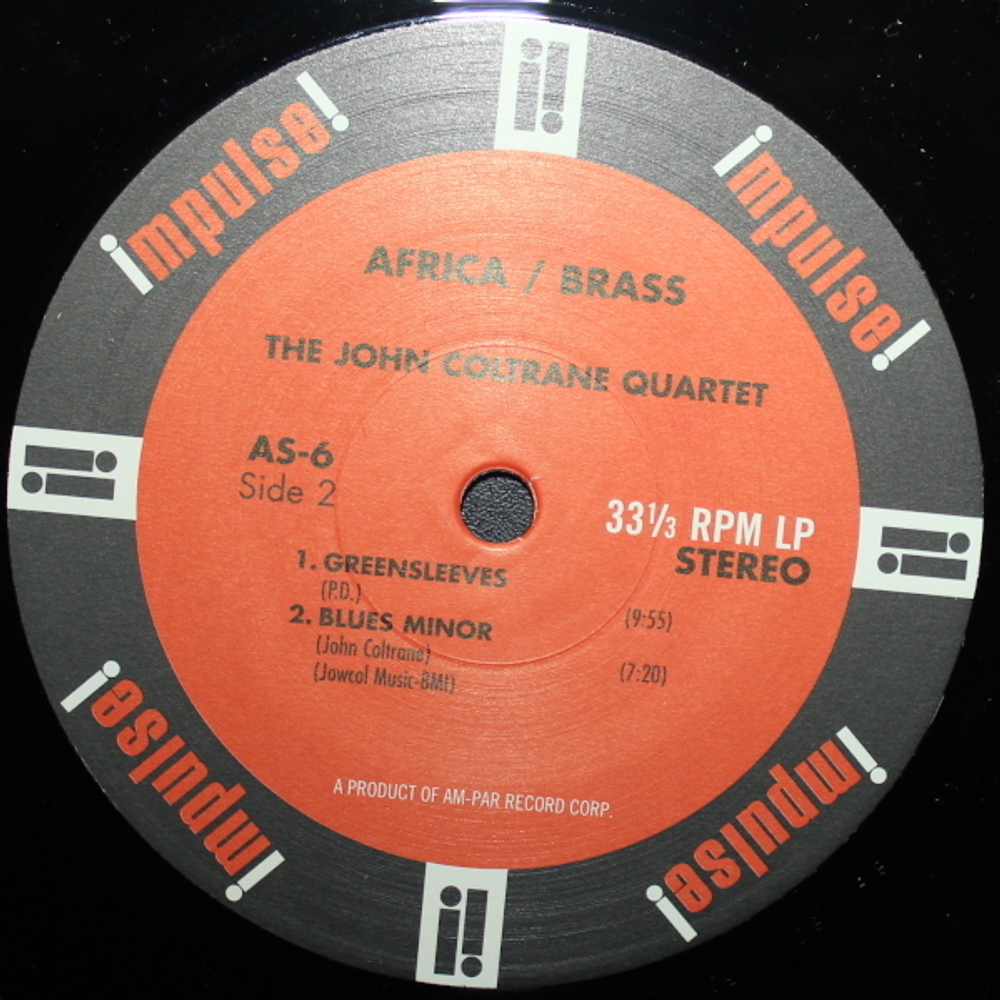 impulse!
impulse!
AFRICA / BRASS
THE JOHN COLTRANE QUARTET
AS-6
Side 2
33⅓ RPM LP
STEREO
1. GREENSLEEVES
(P.D.) (9:55)
2. BLUES MINOR
(John Coltrane)
(Jowcol Music-BMI) (7:20)
A PRODUCT OF AM-PAR RECORD CORP.
impulse!
impulse!